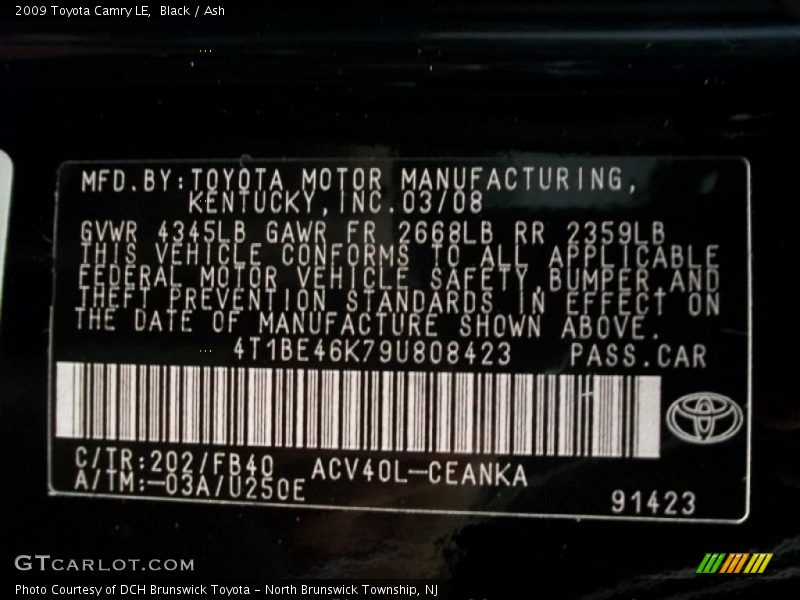 2009 Toyota Camry LE,  Black / Ash
MFD.BY:TOYOTA MOTOR MANUFACTURING,
KENTUCKY,INC.03/08
GVWR 4345LB GAWR FR 2668LB RR 2359LB
THIS VEHICLE CONFORMS TO ALL APPLICABLE
FEDERAL MOTOR VEHICLE SAFETY,BUMPER,AND
THEFT PREVENTION STANDARDS IN EFFECT ON
THE DATE OF MANUFACTURE SHOWN ABOVE.
4T1BE46K79U808423 PASS.CAR
C/TR:202/FB40 ACV40L-CEANKA
A/TM:-03A/U250E
91423
GTCARLOT.COM
Photo Courtesy of DCH Brunswick Toyota - North Brunswick Township, NJ